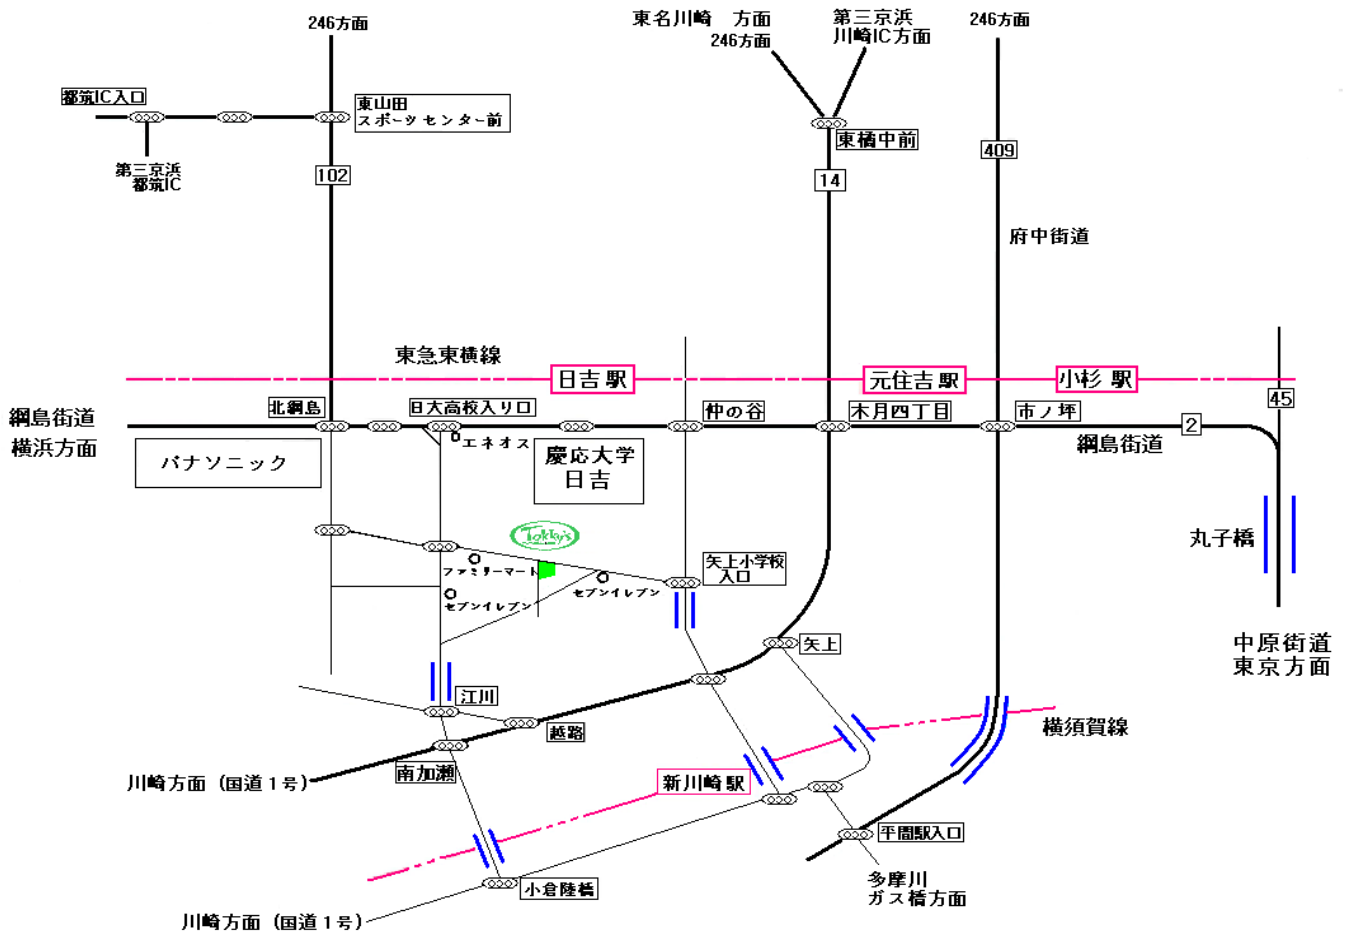 246方面
東名川崎 方面
246方面
第三京浜
川崎IC方面
246方面
都筑IC入口
東山田
スポーツセンター前
第三京浜
都筑IC
102
東橘中前
14
409
府中街道
東急東横線
日吉駅
元住吉駅
小杉駅
45
綱島街道
横浜方面
北綱島
日大高校入り口
仲の谷
木月四丁目
市ノ坪
2
綱島街道
パナソニック
エネオス
慶応大学
日吉
丸子橋
ファミリーマート
セブンイレブン
セブンイレブン
矢上小学校
入口
矢上
中原街道
東京方面
江川
越路
南加瀬
川崎方面(国道1号)
新川崎駅
横須賀線
平間駅入口
小倉陸橋
多摩川
ガス橋方面
川崎方面(国道1号)